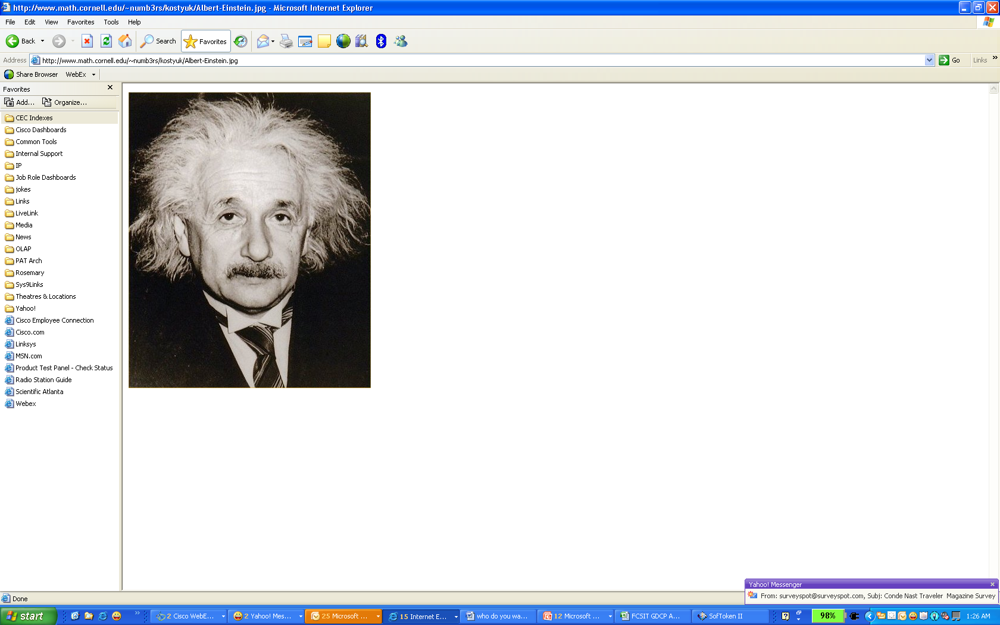 http://www.math.cornell.edu/~numb3rs/kostyuk/Albert-Einstein.jpg - Microsoft Internet Explorer
File Edit View Favorites Tools Help
Back Search Favorites
Address http://www.math.cornell.edu/~numb3rs/kostyuk/Albert-Einstein.jpg Go Links »
Share Browser WebEx
Favorites
Add... Organize...
CEC Indexes
Cisco Dashboards
Common Tools
Internal Support
IP
Job Role Dashboards
jokes
Links
LiveLink
Media
News
OLAP
PAT Arch
Rosemary
Sys9Links
Theatres & Locations
Yahoo!
Cisco Employee Connection
Cisco.com
Linksys
MSN.com
Product Test Panel - Check Status
Radio Station Guide
Scientific Atlanta
Webex
Yahoo! Messenger
From: surveyspot@surveyspot.com, Subj: Conde Nast Traveler Magazine Survey
Done
start » 2 Cisco WebE... 2 Yahoo! Mes... 25 Microsoft ... 15 Internet E... who do you wa... 12 Microsoft ... FCSIT GDCP A... SofToken II 98% 1:26 AM